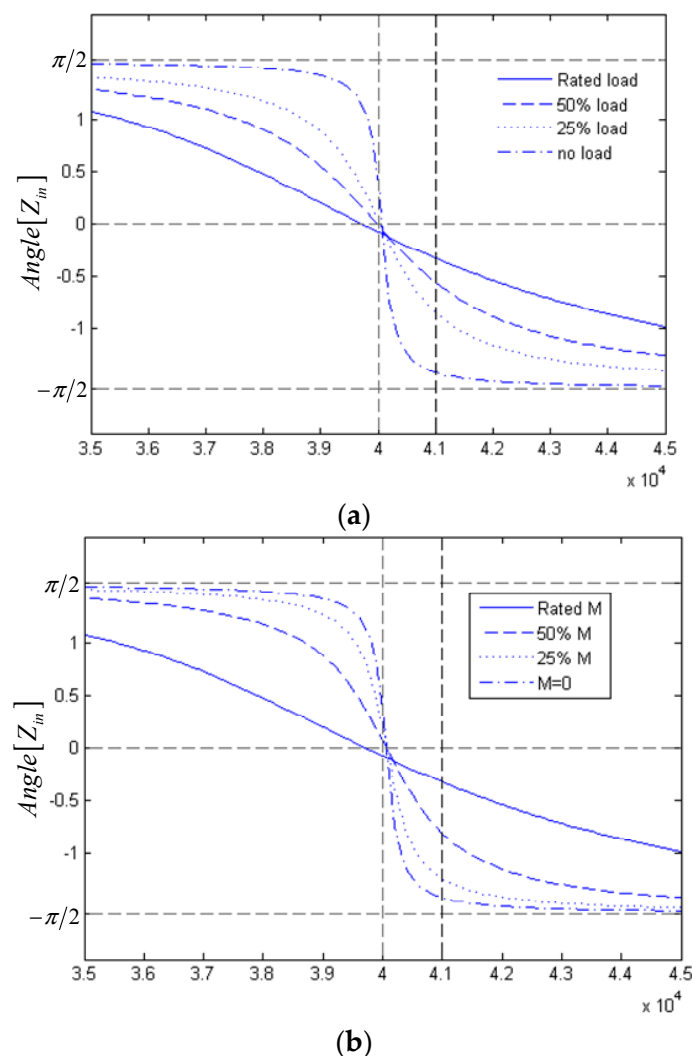 π/2
1
0.5
0
-0.5
-1
−π/2
Angle[Z_in]
Rated load
50% load
25% load
no load
3.5 3.6 3.7 3.8 3.9 4 4.1 4.2 4.3 4.4 4.5
x 10^4
(a)
π/2
1
0.5
0
-0.5
-1
−π/2
Angle[Z_in]
Rated M
50% M
25% M
M=0
3.5 3.6 3.7 3.8 3.9 4 4.1 4.2 4.3 4.4 4.5
x 10^4
(b)